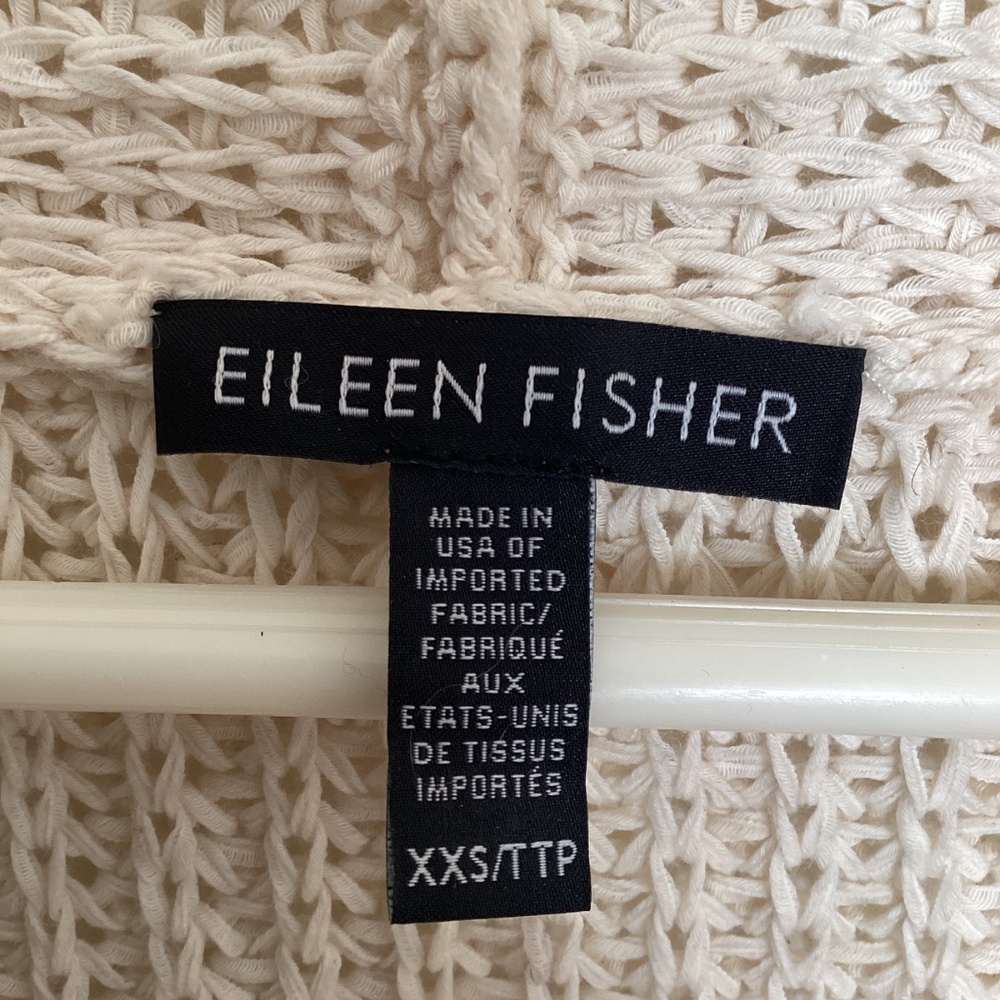 EILEEN FISHER
MADE IN
USA OF
IMPORTED
FABRIC/
FABRIQUÉ
AUX
ETATS-UNIS
DE TISSUS
IMPORTÉS
XXS/TTP